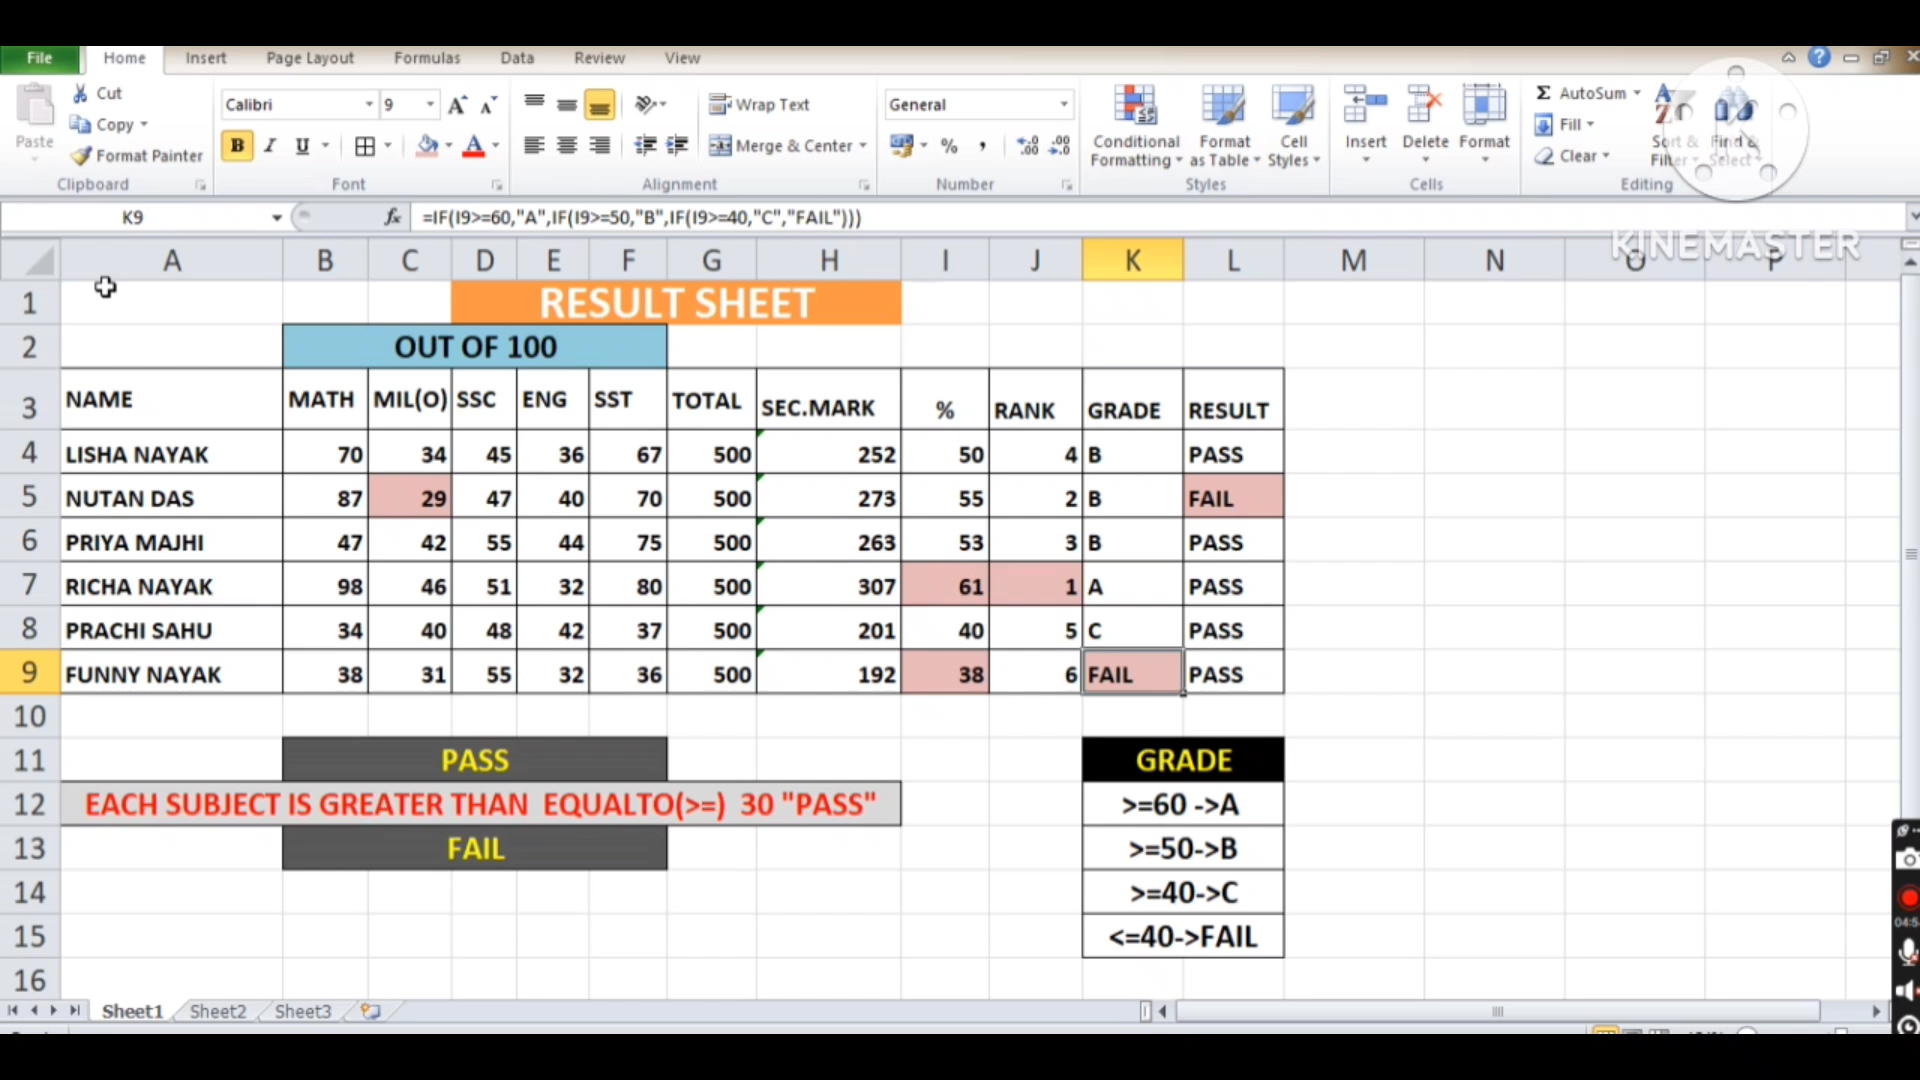 File Home Insert Page Layout Formulas Data Review View
Cut
Copy
Format Painter
Paste
Clipboard
Calibri 9
B I U
Font
Wrap Text
Merge & Center
Alignment
General
%
Number
Conditional Formatting
Format as Table
Cell Styles
Styles
Insert Delete Format
Cells
AutoSum
Fill
Clear
Sort & Filter
Find & Select
Editing
K9 fx =IF(I9>=60,"A",IF(I9>=50,"B",IF(I9>=40,"C","FAIL")))
KINEMASTER
A B C D E F G H I J K L M N O P
1 RESULT SHEET
2 OUT OF 100
3 NAME MATH MIL(O) SSC ENG SST TOTAL SEC.MARK % RANK GRADE RESULT
4 LISHA NAYAK 70 34 45 36 67 500 252 50 4 B PASS
5 NUTAN DAS 87 29 47 40 70 500 273 55 2 B FAIL
6 PRIYA MAJHI 47 42 55 44 75 500 263 53 3 B PASS
7 RICHA NAYAK 98 46 51 32 80 500 307 61 1 A PASS
8 PRACHI SAHU 34 40 48 42 37 500 201 40 5 C PASS
9 FUNNY NAYAK 38 31 55 32 36 500 192 38 6 FAIL PASS
10
11 PASS GRADE
12 EACH SUBJECT IS GREATER THAN EQUALTO(>=) 30 "PASS" >=60 ->A
13 FAIL >=50->B
14 >=40->C
15 <=40->FAIL
16
Sheet1 Sheet2 Sheet3